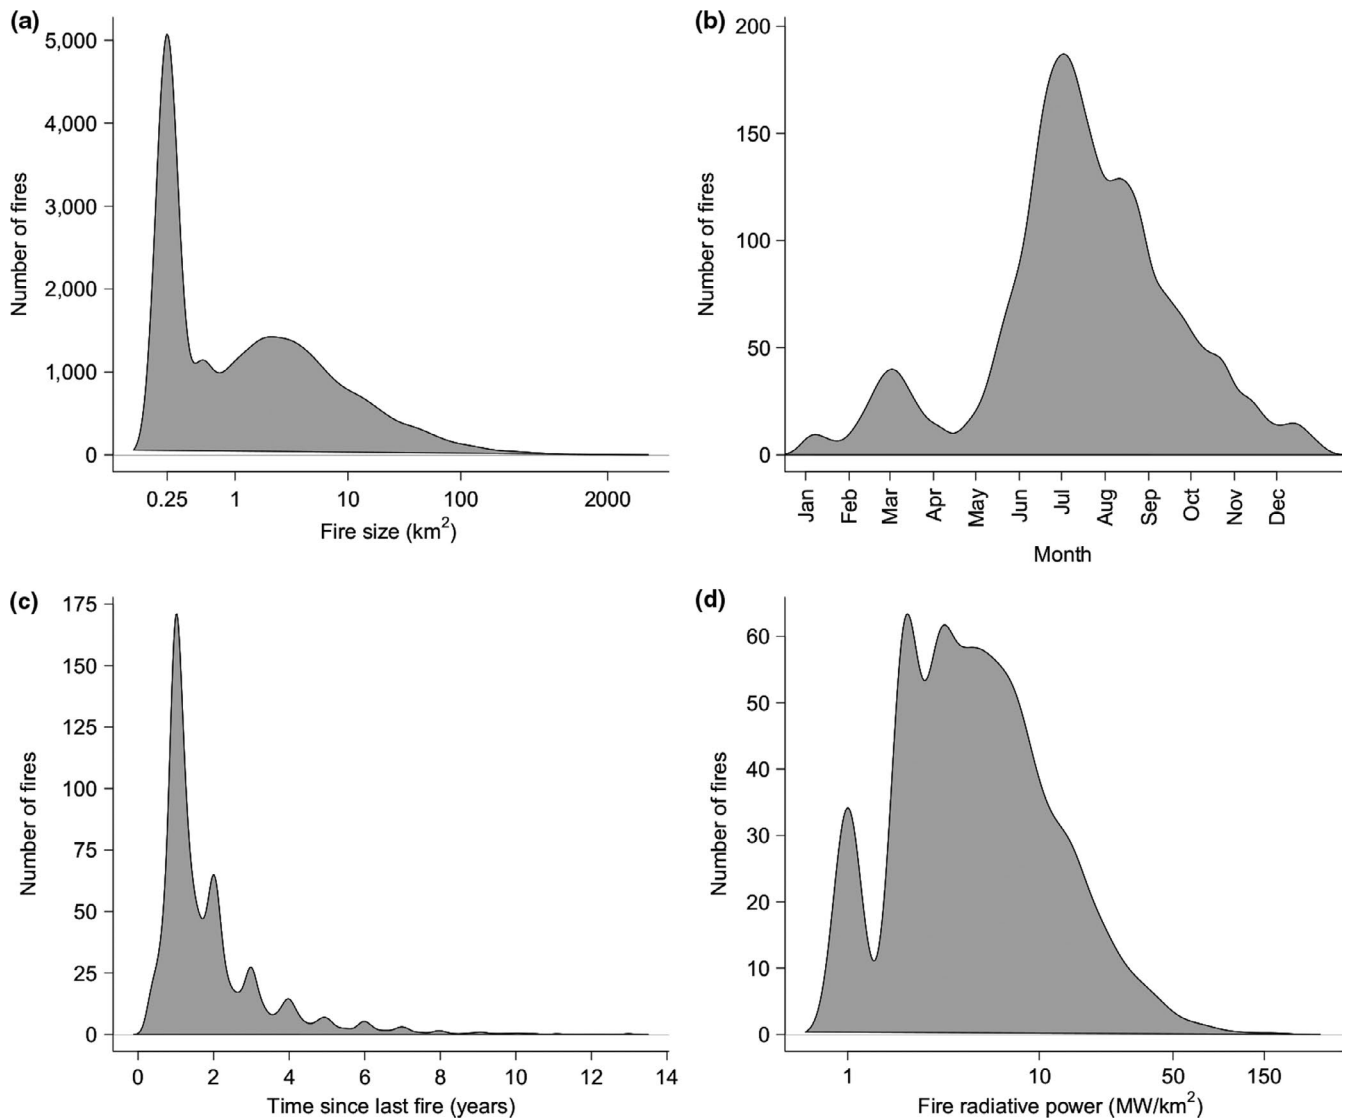 (a)
5,000
4,000
3,000
2,000
1,000
0
Number of fires
0.25 1 10 100 2000
Fire size (km²)
(b)
200
150
100
50
0
Number of fires
Jan Feb Mar Apr May Jun Jul Aug Sep Oct Nov Dec
Month
(c)
175
150
125
100
75
50
25
0
Number of fires
0 2 4 6 8 10 12 14
Time since last fire (years)
(d)
60
50
40
30
20
10
0
Number of fires
1 10 50 150
Fire radiative power (MW/km²)